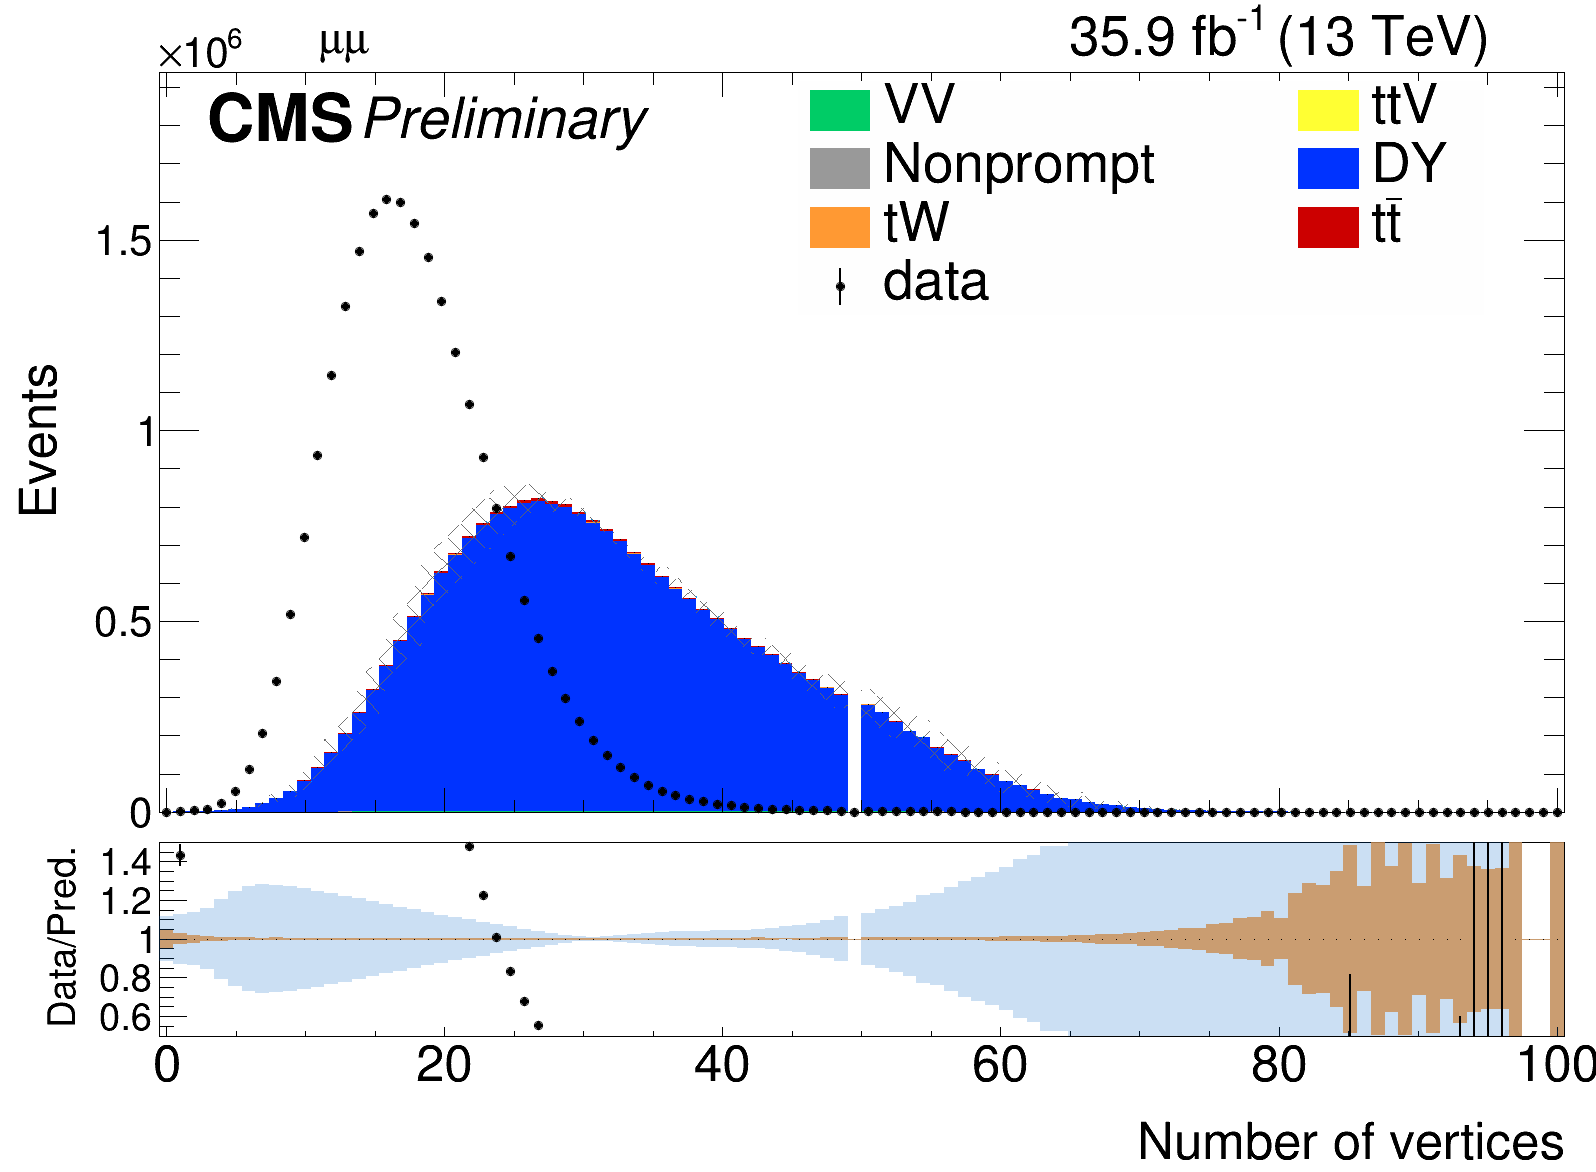 ×10⁶ μμ 35.9 fb⁻¹ (13 TeV)
CMS Preliminary
VV ttV
Nonprompt DY
tW tt̄
data
Events
1.5
1
0.5
0
Data/Pred.
1.4
1.2
1
0.8
0.6
0 20 40 60 80 100
Number of vertices